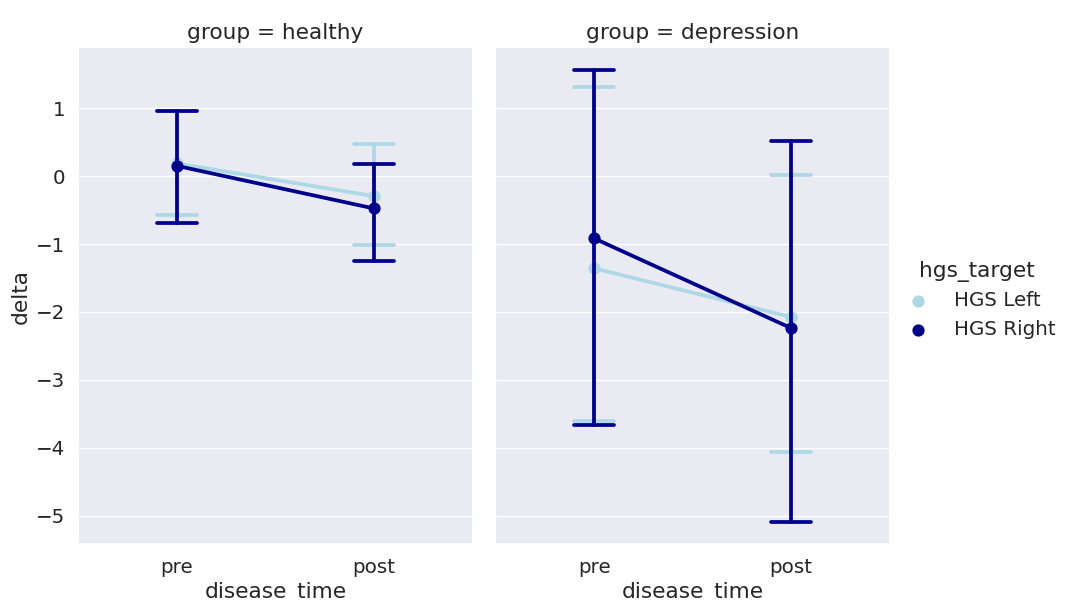 group = healthy
group = depression
1
0
−1
−2
−3
−4
−5
delta
pre
post
disease_time
pre
post
disease_time
hgs_target
HGS Left
HGS Right